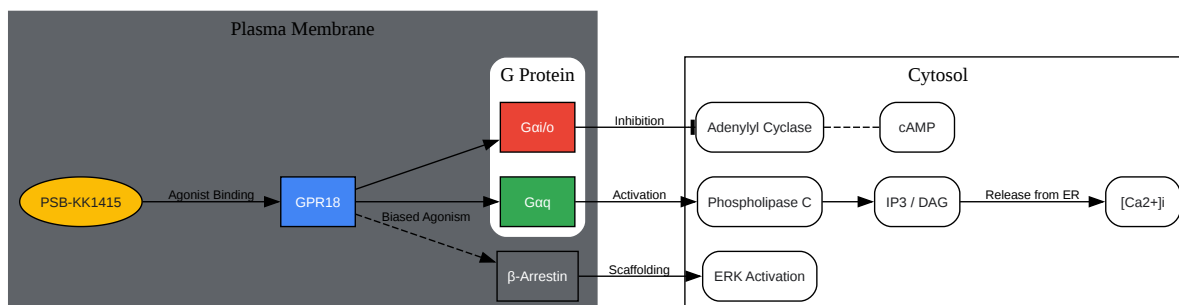 Plasma Membrane
G Protein
Cytosol
Gαi/o
Inhibition
Adenylyl Cyclase
cAMP
PSB-KK1415
Agonist Binding
GPR18
Gαq
Activation
Phospholipase C
IP3 / DAG
Release from ER
[Ca2+]i
Biased Agonism
β-Arrestin
Scaffolding
ERK Activation